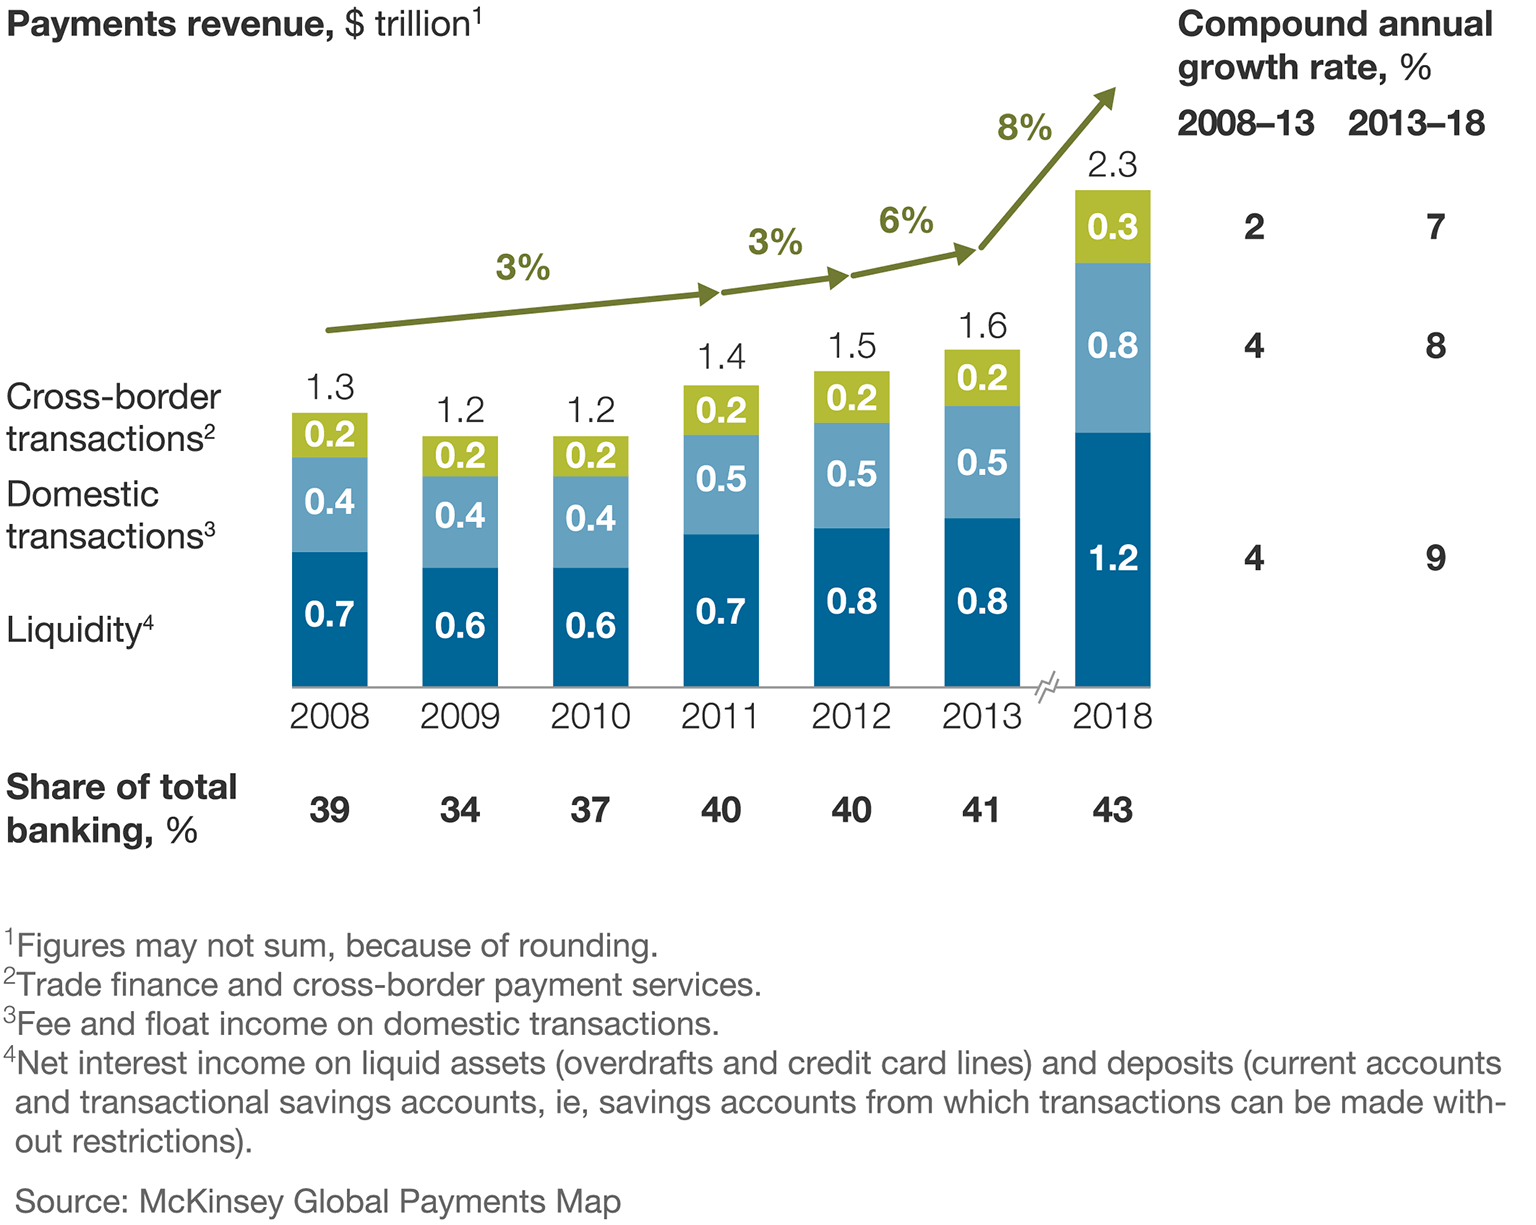 Payments revenue, $ trillion¹
Compound annual
growth rate, %
2008–13 2013–18
8%
6%
3%
3%
2.3
1.6
1.5
1.4
1.3
1.2
1.2
Cross-border
transactions²
0.2 0.2 0.2 0.2 0.2 0.2 0.3 2 7
Domestic
transactions³
0.4 0.4 0.4 0.5 0.5 0.5 0.8 4 8
Liquidity⁴
0.7 0.6 0.6 0.7 0.8 0.8 1.2 4 9
2008 2009 2010 2011 2012 2013 2018
Share of total
banking, %
39 34 37 40 40 41 43
¹Figures may not sum, because of rounding.
²Trade finance and cross-border payment services.
³Fee and float income on domestic transactions.
⁴Net interest income on liquid assets (overdrafts and credit card lines) and deposits (current accounts
and transactional savings accounts, ie, savings accounts from which transactions can be made with-
out restrictions).
Source: McKinsey Global Payments Map